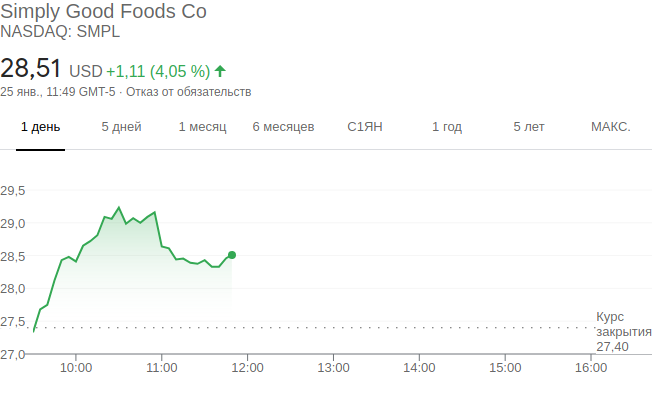 Simply Good Foods Co
NASDAQ: SMPL
28,51 USD +1,11 (4,05 %)
25 янв., 11:49 GMT-5 · Отказ от обязательств
1 день 5 дней 1 месяц 6 месяцев С1ЯН 1 год 5 лет МАКС.
29,5
29,0
28,5
28,0
27,5
Курс
закрытия
27,40
27,0
10:00 11:00 12:00 13:00 14:00 15:00 16:00